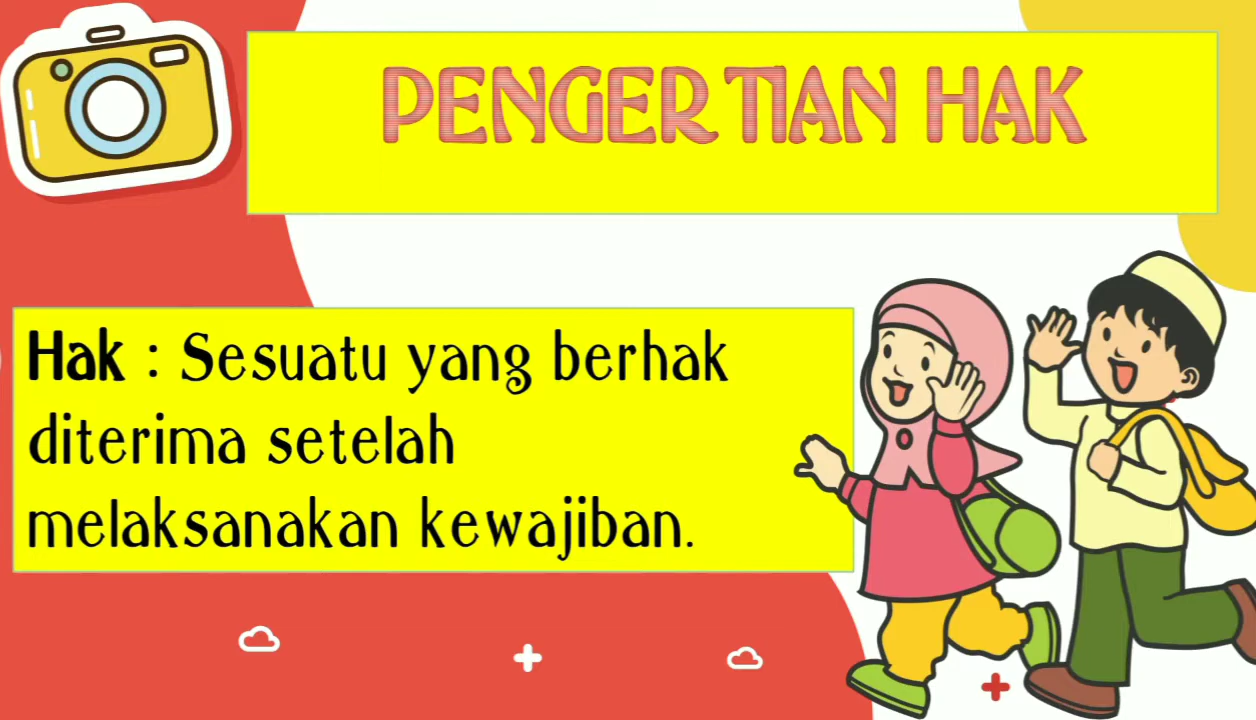 PENGERTIAN HAK
Hak : Sesuatu yang berhak
diterima setelah
melaksanakan kewajiban.